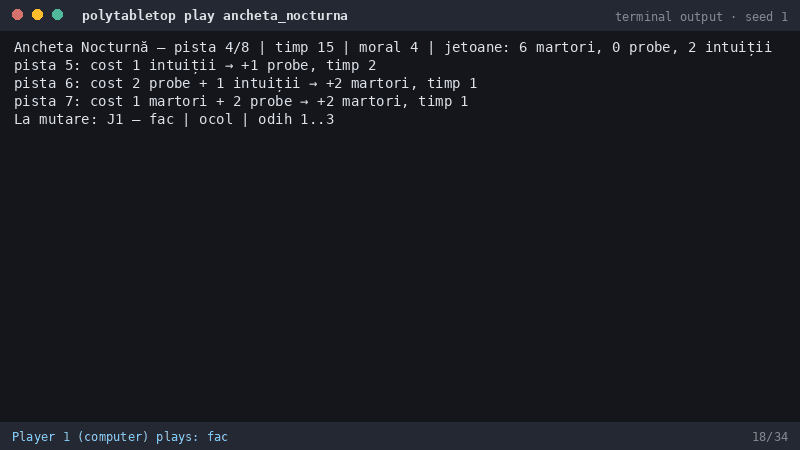 polytabletop play ancheta_nocturna
terminal output · seed 1
Ancheta Nocturnă — pista 4/8 | timp 15 | moral 4 | jetoane: 6 martori, 0 probe, 2 intuiții
pista 5: cost 1 intuiții → +1 probe, timp 2
pista 6: cost 2 probe + 1 intuiții → +2 martori, timp 1
pista 7: cost 1 martori + 2 probe → +2 martori, timp 1
La mutare: J1 — fac | ocol | odih 1..3
Player 1 (computer) plays: fac
18/34